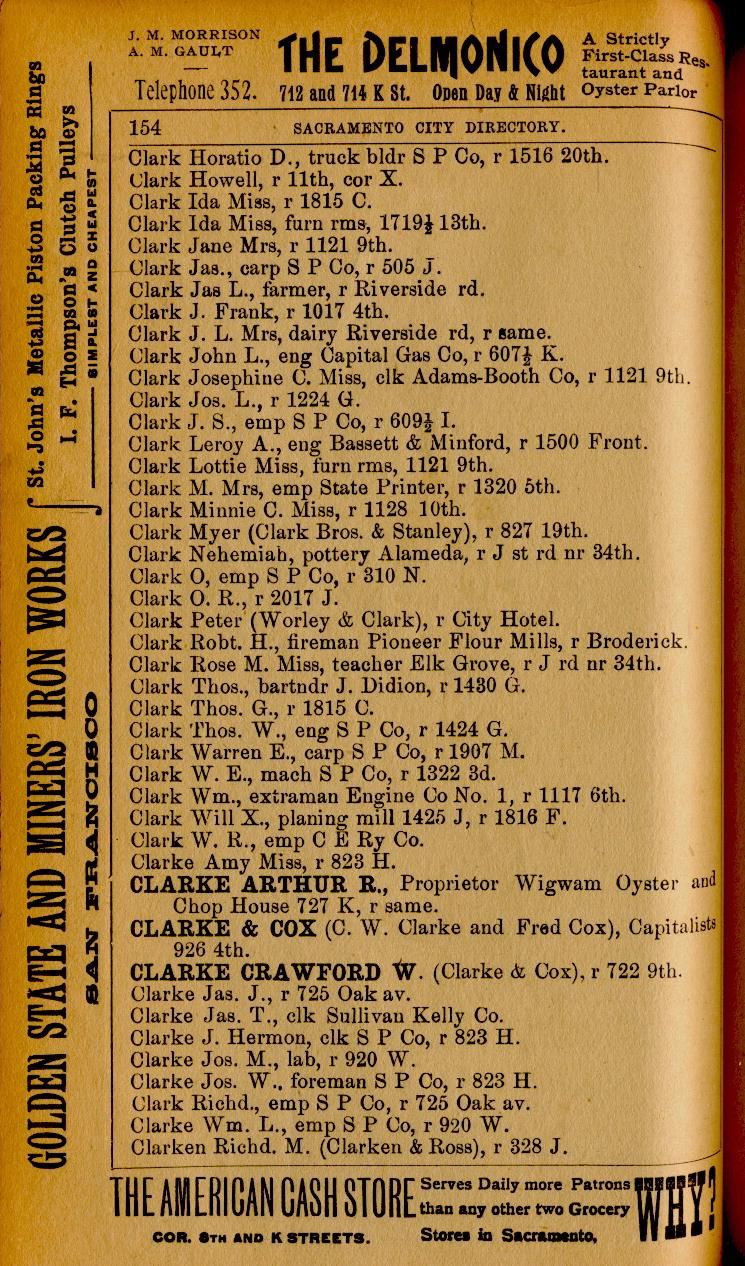 J. M. MORRISON
A. M. GAULT
Telephone 352.
THE DELMONICO
712 and 714 K St. Open Day & Night
A Strictly
First-Class Res-
taurant and
Oyster Parlor
St. John's Metallic Piston Packing Rings
I. F. Thompson's Clutch Pulleys
SIMPLEST AND CHEAPEST
GOLDEN STATE AND MINERS' IRON WORKS
SAN FRANCISCO
154 SACRAMENTO CITY DIRECTORY.
Clark Horatio D., truck bldr S P Co, r 1516 20th.
Clark Howell, r 11th, cor X.
Clark Ida Miss, r 1815 C.
Clark Ida Miss, furn rms, 1719½ 13th.
Clark Jane Mrs, r 1121 9th.
Clark Jas., carp S P Co, r 505 J.
Clark Jas L., farmer, r Riverside rd.
Clark J. Frank, r 1017 4th.
Clark J. L. Mrs, dairy Riverside rd, r same.
Clark John L., eng Capital Gas Co, r 607½ K.
Clark Josephine C. Miss, clk Adams-Booth Co, r 1121 9th.
Clark Jos. L., r 1224 G.
Clark J. S., emp S P Co, r 609½ I.
Clark Leroy A., eng Bassett & Minford, r 1500 Front.
Clark Lottie Miss, furn rms, 1121 9th.
Clark M. Mrs, emp State Printer, r 1320 5th.
Clark Minnie C. Miss, r 1128 10th.
Clark Myer (Clark Bros. & Stanley), r 827 19th.
Clark Nehemiah, pottery Alameda, r J st rd nr 34th.
Clark O, emp S P Co, r 310 N.
Clark O. R., r 2017 J.
Clark Peter (Worley & Clark), r City Hotel.
Clark Robt. H., fireman Pioneer Flour Mills, r Broderick.
Clark Rose M. Miss, teacher Elk Grove, r J rd nr 34th.
Clark Thos., bartndr J. Didion, r 1430 G.
Clark Thos. G., r 1815 C.
Clark Thos. W., eng S P Co, r 1424 G.
Clark Warren E., carp S P Co, r 1907 M.
Clark W. E., mach S P Co, r 1322 3d.
Clark Wm., extraman Engine Co No. 1, r 1117 6th.
Clark Will X., planing mill 1425 J, r 1816 F.
Clark W. R., emp C E Ry Co.
Clarke Amy Miss, r 823 H.
CLARKE ARTHUR R., Proprietor Wigwam Oyster and
Chop House 727 K, r same.
CLARKE & COX (C. W. Clarke and Fred Cox), Capitalists
926 4th.
CLARKE CRAWFORD W. (Clarke & Cox), r 722 9th.
Clarke Jas. J., r 725 Oak av.
Clarke Jas. T., clk Sullivan Kelly Co.
Clarke J. Hermon, clk S P Co, r 823 H.
Clarke Jos. M., lab, r 920 W.
Clarke Jos. W., foreman S P Co, r 823 H.
Clark Richd., emp S P Co, r 725 Oak av.
Clarke Wm. L., emp S P Co, r 920 W.
Clarken Richd. M. (Clarken & Ross), r 328 J.
THE AMERICAN CASH STORE
COR. 8TH AND K STREETS.
Serves Daily more Patrons
than any other two Grocery
Stores in Sacramento,
WHY?